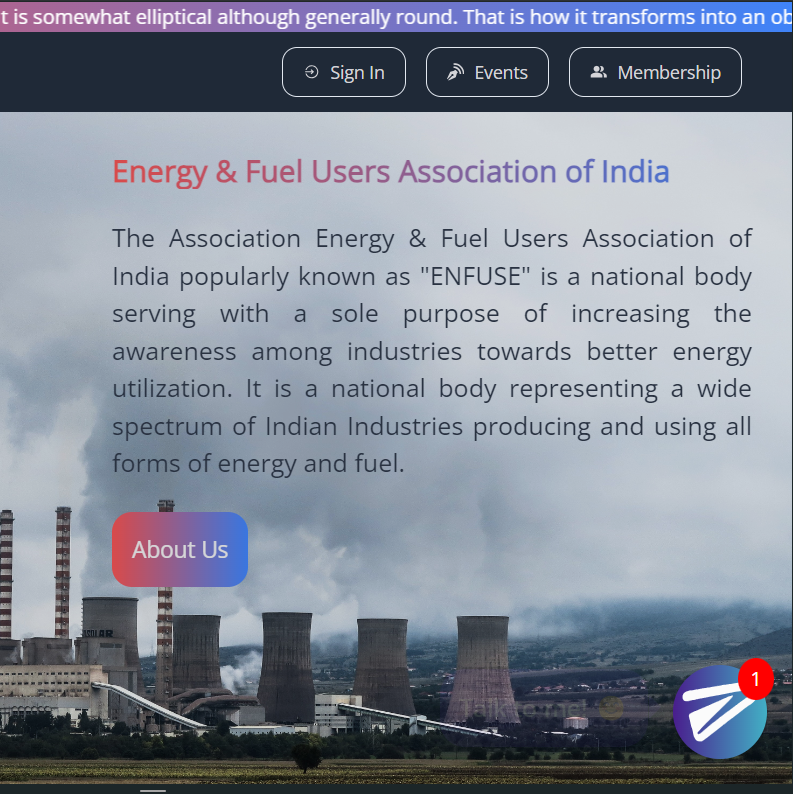 t is somewhat elliptical although generally round. That is how it transforms into an ob
Sign In
Events
Membership
Energy & Fuel Users Association of India
The Association Energy & Fuel Users Association of
India popularly known as "ENFUSE" is a national body
serving with a sole purpose of increasing the
awareness among industries towards better energy
utilization. It is a national body representing a wide
spectrum of Indian Industries producing and using all
forms of energy and fuel.
About Us
1